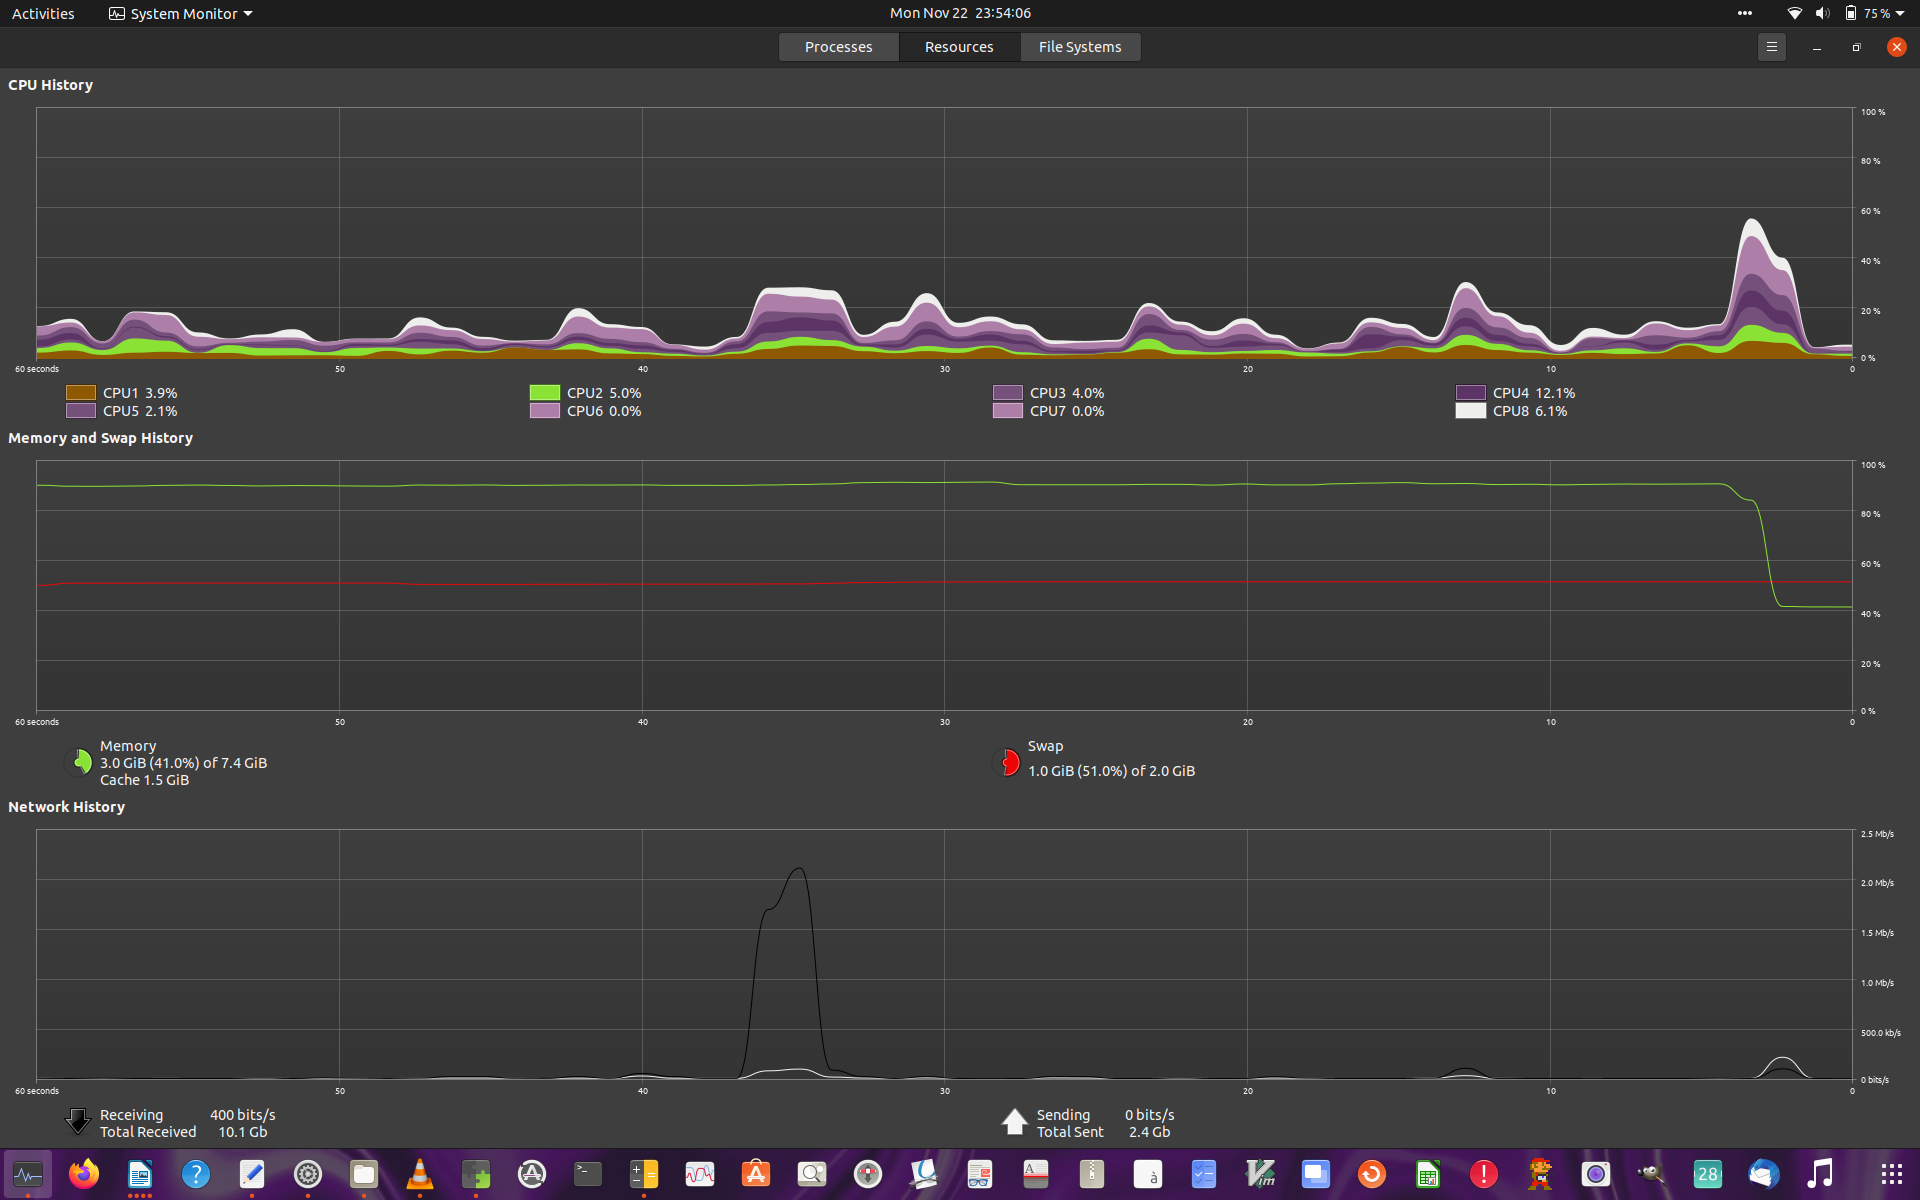 Activities System Monitor Mon Nov 22 23:54:06 75 %
Processes Resources File Systems
CPU History
100 %
80 %
60 %
40 %
20 %
0 %
60 seconds 50 40 30 20 10 0
CPU1 3.9% CPU2 5.0% CPU3 4.0% CPU4 12.1%
CPU5 2.1% CPU6 0.0% CPU7 0.0% CPU8 6.1%
Memory and Swap History
100 %
80 %
60 %
40 %
20 %
0 %
60 seconds 50 40 30 20 10 0
Memory
3.0 GiB (41.0%) of 7.4 GiB
Cache 1.5 GiB
Swap
1.0 GiB (51.0%) of 2.0 GiB
Network History
2.5 Mb/s
2.0 Mb/s
1.5 Mb/s
1.0 Mb/s
500.0 kb/s
0 bits/s
60 seconds 50 40 30 20 10 0
Receiving 400 bits/s
Total Received 10.1 Gb
Sending 0 bits/s
Total Sent 2.4 Gb
? >_ A à Vim ! 28